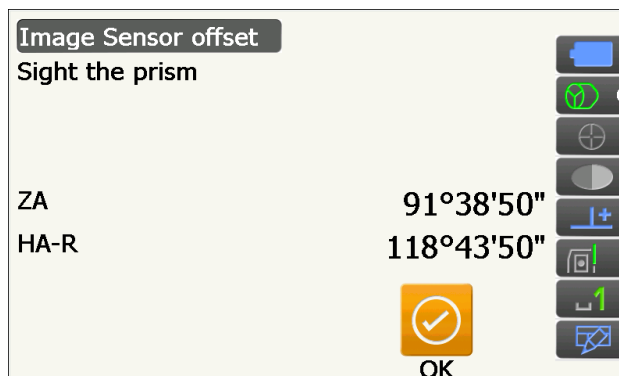 Image Sensor offset
Sight the prism
ZA 91°38'50"
HA-R 118°43'50"
1
OK